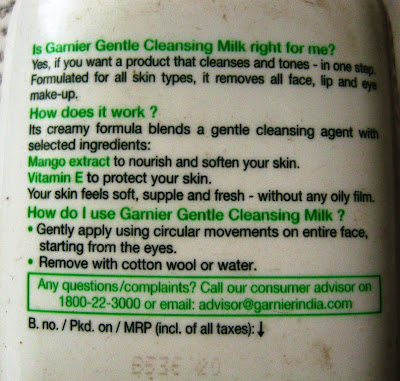 Is Garnier Gentle Cleansing Milk right for me?
Yes, if you want a product that cleanses and tones - in one step.
Formulated for all skin types, it removes all face, lip and eye
make-up.
How does it work ?
Its creamy formula blends a gentle cleansing agent with
selected ingredients:
Mango extract to nourish and soften your skin.
Vitamin E to protect your skin.
Your skin feels soft, supple and fresh - without any oily film.
How do I use Garnier Gentle Cleansing Milk ?
• Gently apply using circular movements on entire face,
starting from the eyes.
• Remove with cotton wool or water.
Any questions/complaints? Call our consumer advisor on
1800-22-3000 or email: advisor@garnierindia.com
B. no. / Pkd. on / MRP (incl. of all taxes):↓